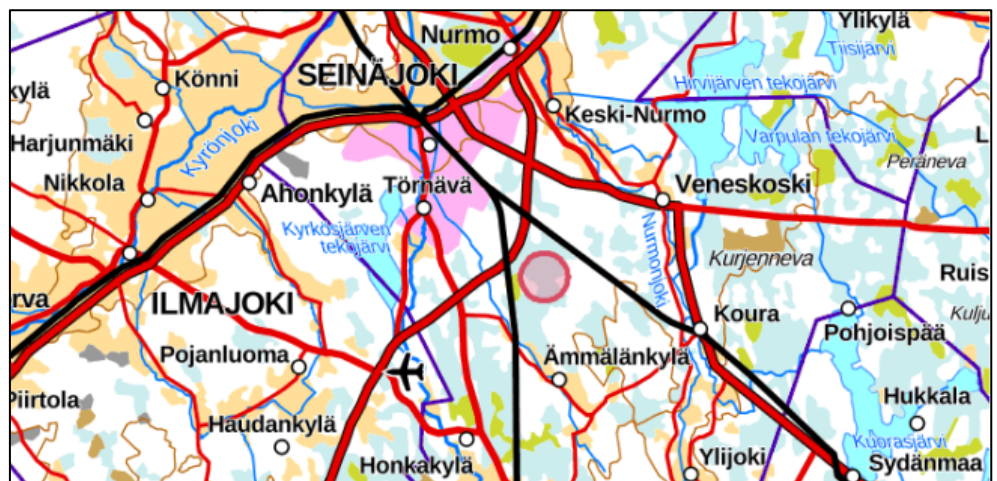 Ylikylä
Nurmo
Tiisijärvi
SEINÄJOKI
Könni
Hirvijärven tekojärvi
kylä
Keski-Nurmo
Harjunmäki
Kyrönjoki
Varpulan tekojärvi
L
Peräneva
Nikkola
Ahonkylä
Törnävä
Veneskoski
Kyrkösjärven
tekojärvi
Nurmonjoki
Kurjenneva
Ruis
rva
ILMAJOKI
Koura
Kulju
Pohjoispää
Pojanluoma
Ämmälänkylä
Piirtola
Hukkala
Haudankylä
Kuorasjärvi
Honkakylä
Ylijoki
Sydänmaa